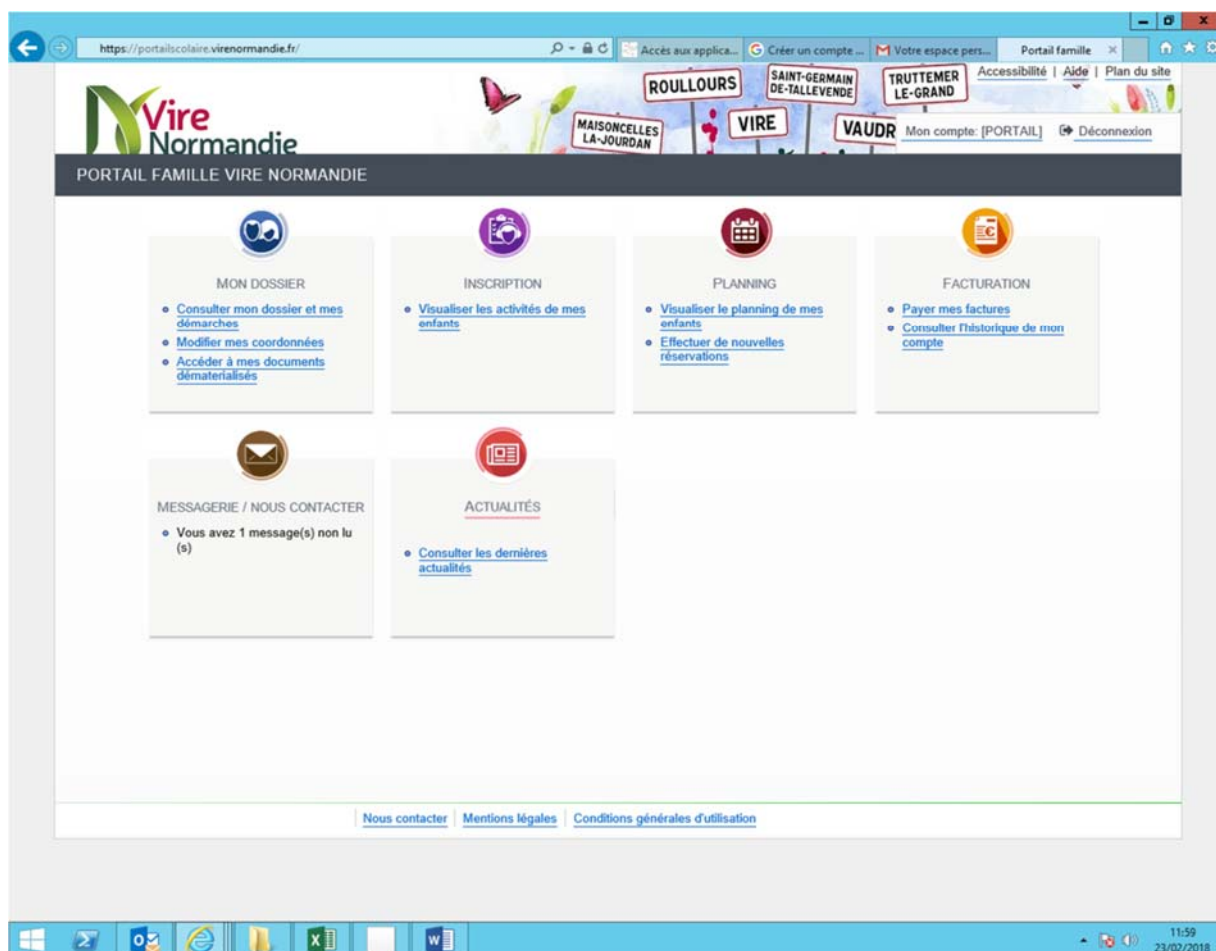 https://portailscolaire.virenormandie.fr/
Accès aux applica...
Créer un compte ...
Votre espace pers...
Portail famille
Accessibilité | Aide | Plan du site
Vire
Normandie
ROULLOURS
SAINT-GERMAIN
DE-TALLEVENDE
TRUTTEMER
LE-GRAND
MAISONCELLES
LA-JOURDAN
VIRE
VAUDR
Mon compte: [PORTAIL]
Déconnexion
PORTAIL FAMILLE VIRE NORMANDIE
MON DOSSIER
Consulter mon dossier et mes
démarches
Modifier mes coordonnées
Accéder à mes documents
dématerialisés
INSCRIPTION
Visualiser les activités de mes
enfants
PLANNING
Visualiser le planning de mes
enfants
Effectuer de nouvelles
réservations
FACTURATION
Payer mes factures
Consulter l'historique de mon
compte
MESSAGERIE / NOUS CONTACTER
Vous avez 1 message(s) non lu
(s)
ACTUALITÉS
Consulter les dernières
actualités
Nous contacter | Mentions légales | Conditions générales d'utilisation
11:59
23/02/2018